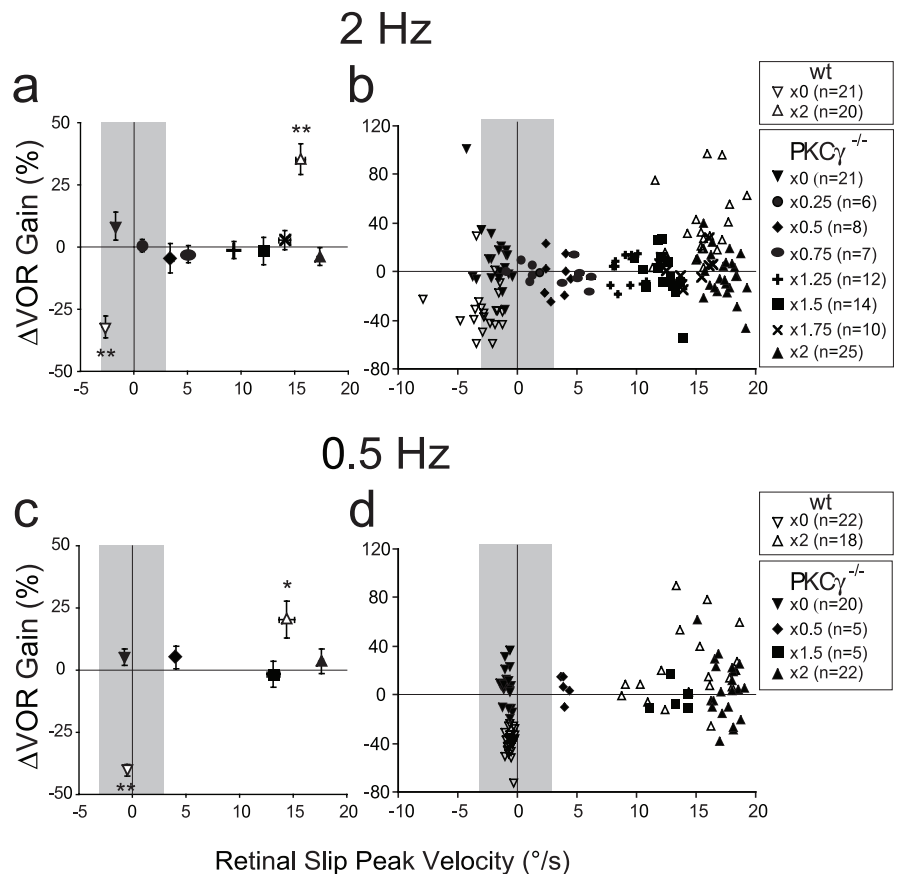 2 Hz
a
ΔVOR Gain (%)
50
25
0
-25
-50
-5
0
5
10
15
20
**
**
b
120
80
40
0
-40
-80
-10
-5
0
5
10
15
20
wt
x0 (n=21)
x2 (n=20)
PKCγ -/-
x0 (n=21)
x0.25 (n=6)
x0.5 (n=8)
x0.75 (n=7)
x1.25 (n=12)
x1.5 (n=14)
x1.75 (n=10)
x2 (n=25)
0.5 Hz
c
ΔVOR Gain (%)
50
25
0
-25
-50
-5
0
5
10
15
20
*
**
d
120
80
40
0
-40
-80
-10
-5
0
5
10
15
20
wt
x0 (n=22)
x2 (n=18)
PKCγ -/-
x0 (n=20)
x0.5 (n=5)
x1.5 (n=5)
x2 (n=22)
Retinal Slip Peak Velocity (°/s)